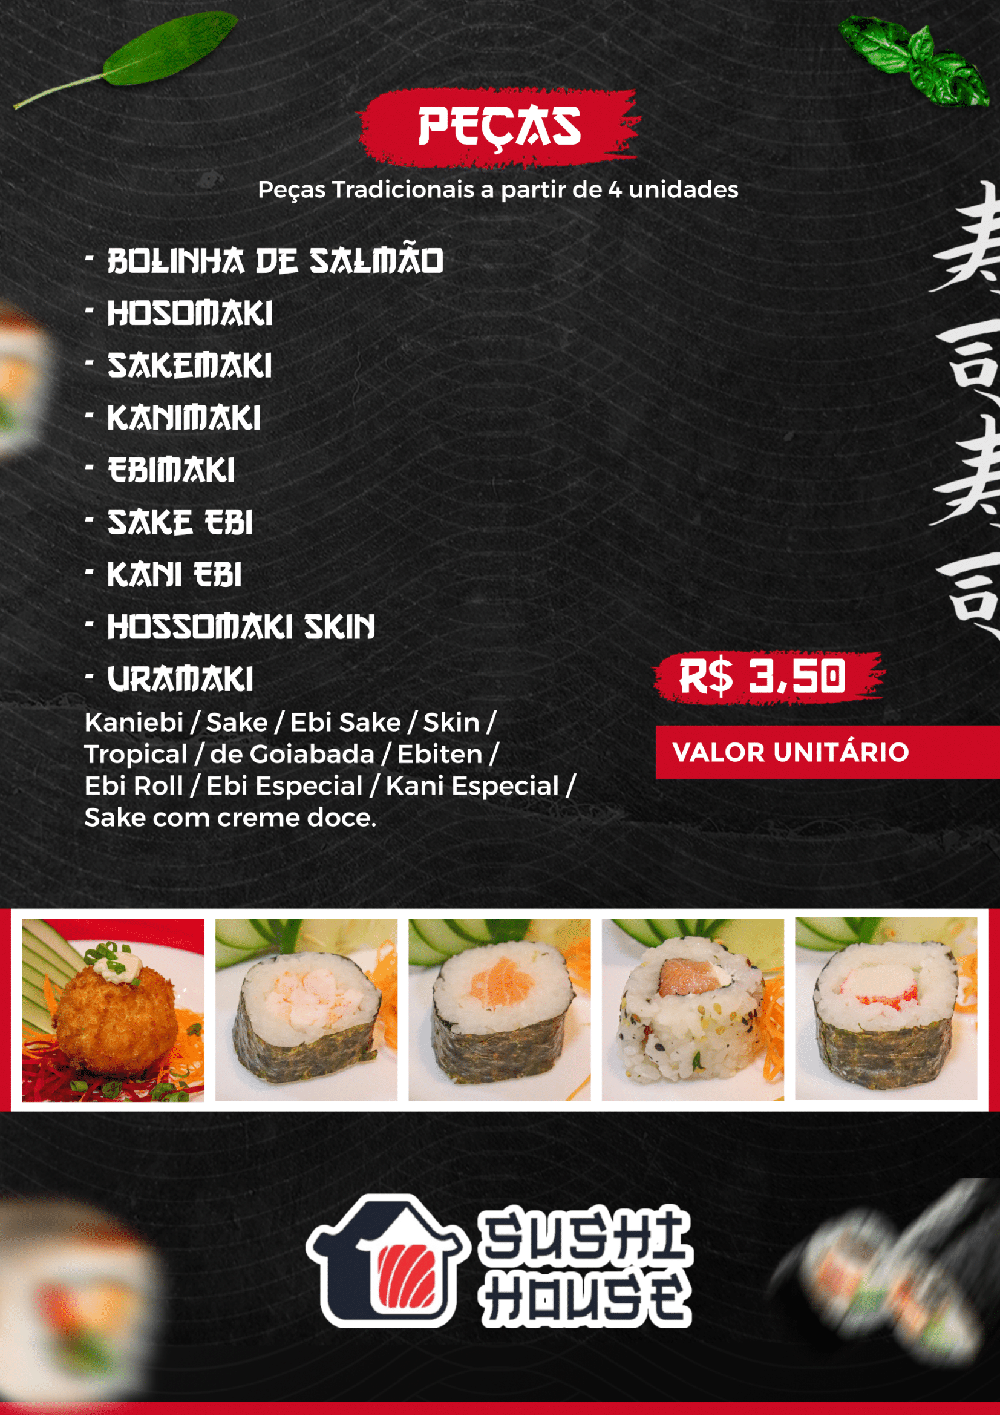 PEÇAS
Peças Tradicionais a partir de 4 unidades
- BOLINHA DE SALMÃO
- HOSOMAKI
- SAKEMAKI
- KANIMAKI
- EBIMAKI
- SAKE EBI
- KANI EBI
- HOSSOMAKI SKIN
- URAMAKI
Kaniebi / Sake / Ebi Sake / Skin /
Tropical / de Goiabada / Ebiten /
Ebi Roll / Ebi Especial / Kani Especial /
Sake com creme doce.
R$ 3,50
VALOR UNITÁRIO
寿
司
寿
司
SUSHI
HOUSE